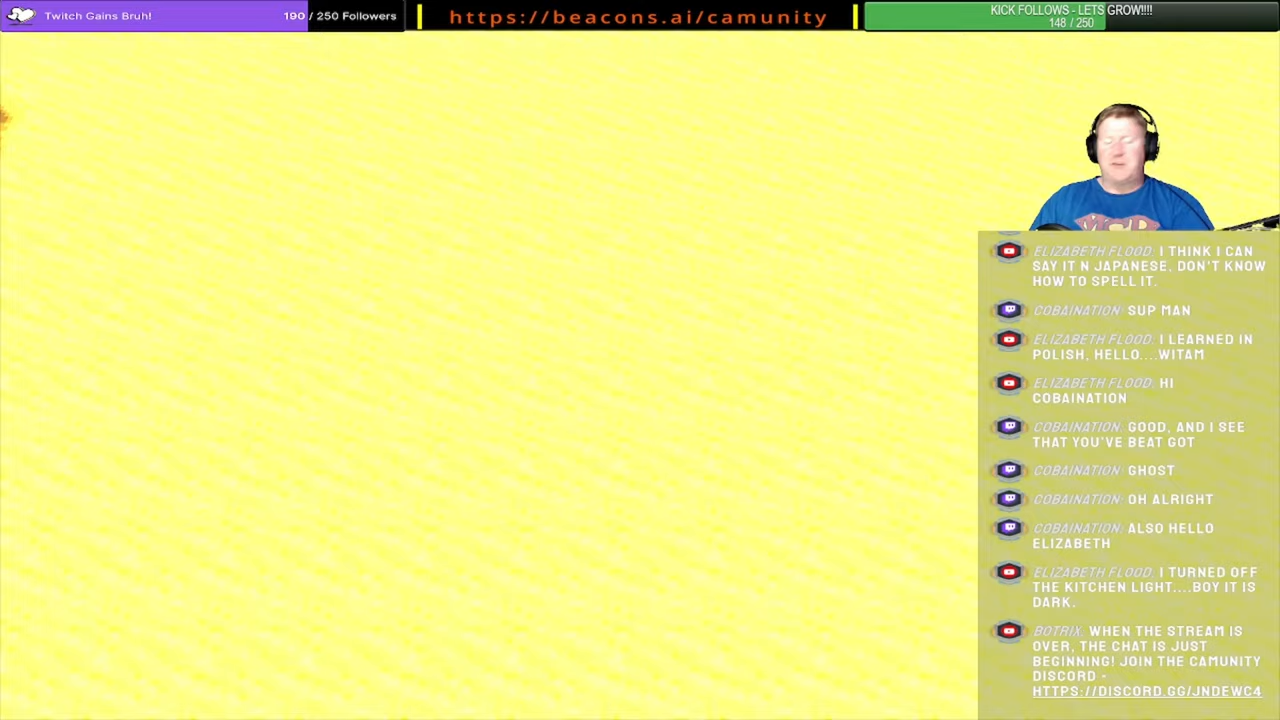 Twitch Gains Bruh!
190 / 250 Followers
https://beacons.ai/camunity
KICK FOLLOWS - LETS GROW!!!!
148 / 250
ELIZABETH FLOOD: I THINK I CAN
SAY IT N JAPANESE, DON'T KNOW
HOW TO SPELL IT.
COBAINATION: SUP MAN
ELIZABETH FLOOD: I LEARNED IN
POLISH, HELLO....WITAM
ELIZABETH FLOOD: HI
COBAINATION
COBAINATION: GOOD, AND I SEE
THAT YOU'VE BEAT GOT
COBAINATION: GHOST
COBAINATION: OH ALRIGHT
COBAINATION: ALSO HELLO
ELIZABETH
ELIZABETH FLOOD: I TURNED OFF
THE KITCHEN LIGHT....BOY IT IS
DARK.
BOTRIX: WHEN THE STREAM IS
OVER, THE CHAT IS JUST
BEGINNING! JOIN THE CAMUNITY
DISCORD -
HTTPS://DISCORD.GG/JNDEWC4